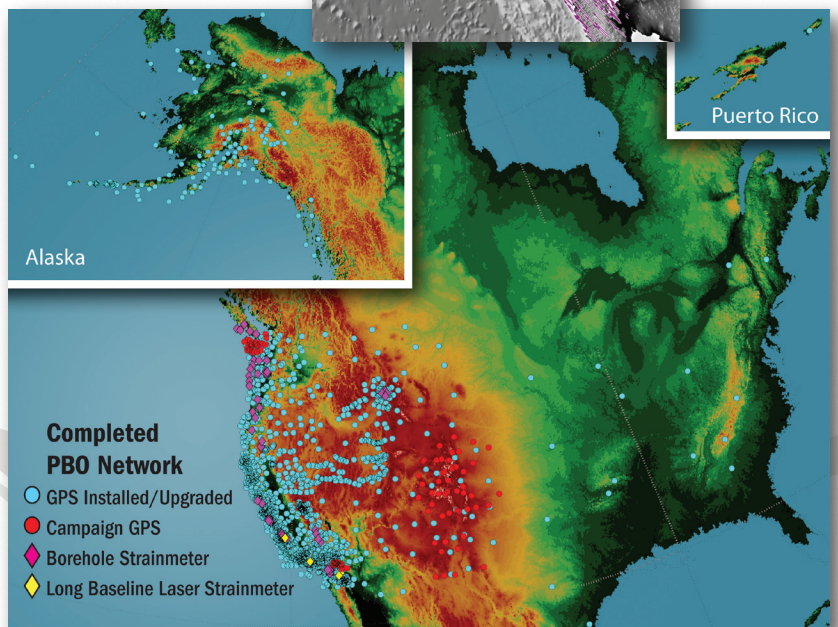 Puerto Rico
Alaska
Completed
PBO Network
GPS Installed/Upgraded
Campaign GPS
Borehole Strainmeter
Long Baseline Laser Strainmeter